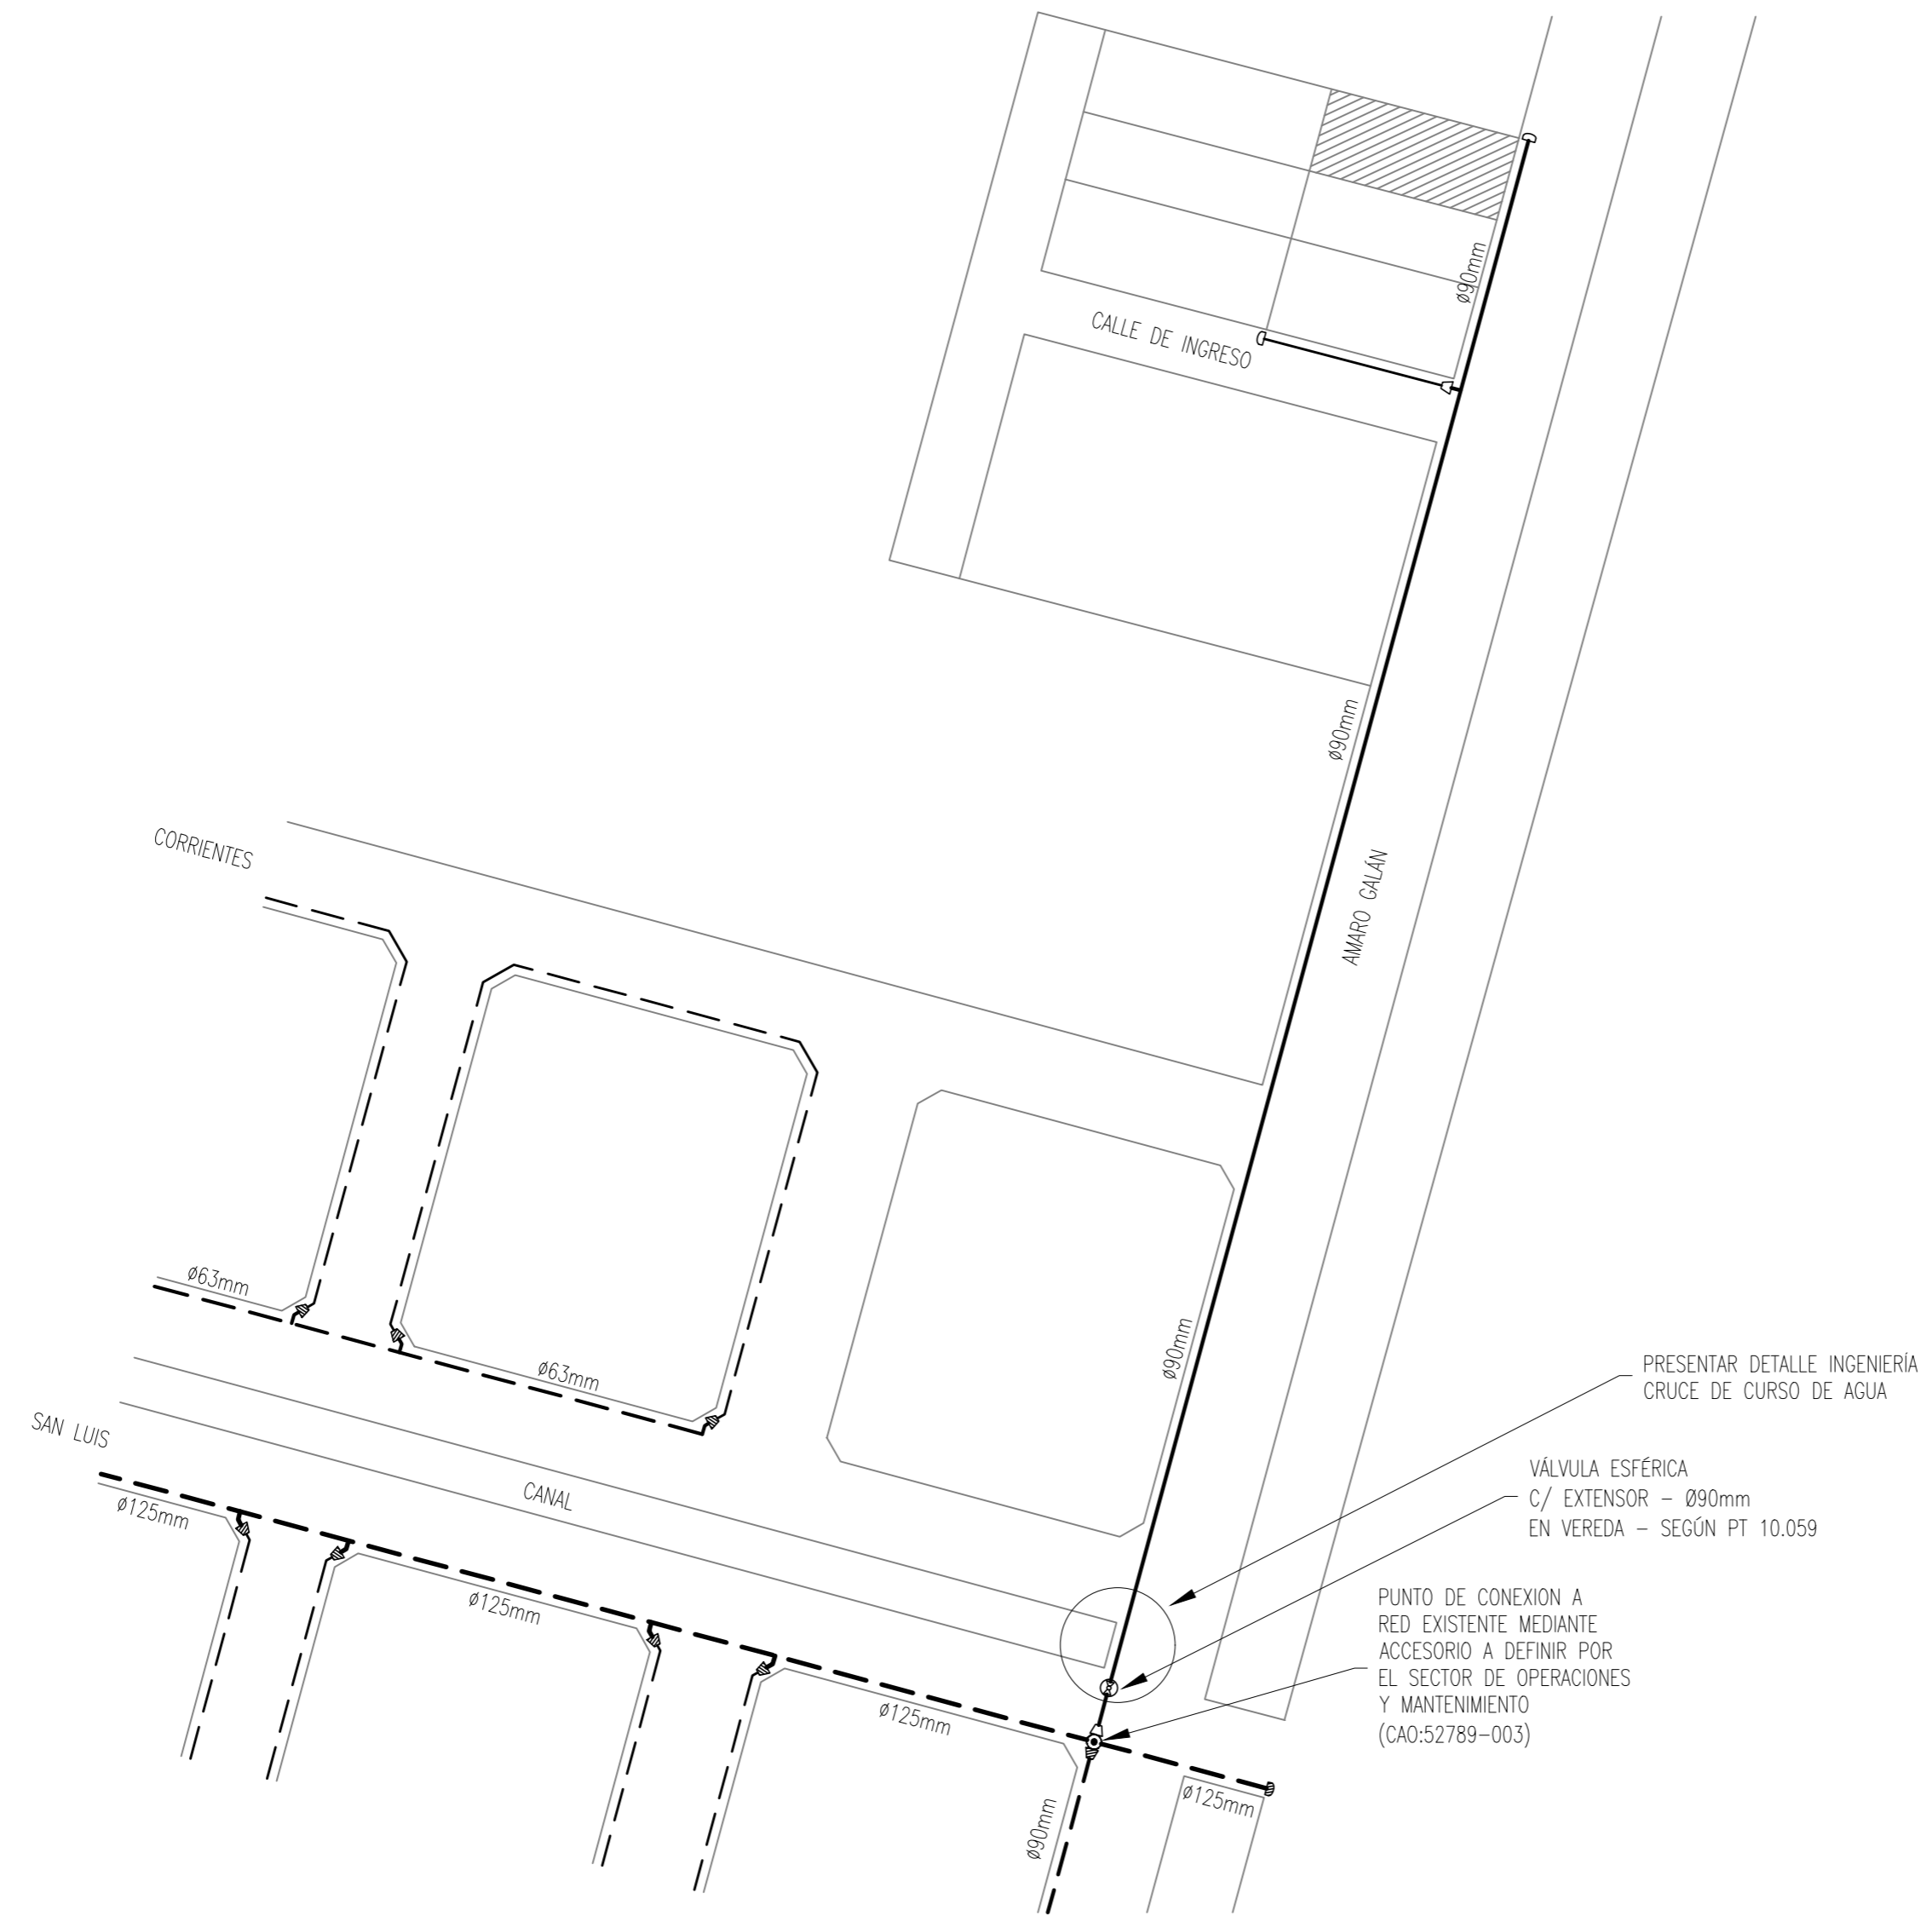 ø90mm
CALLE DE INGRESO
ø90mm
CORRIENTES
AMARO GALÁN
ø63mm
ø63mm
ø90mm
PRESENTAR DETALLE INGENIERÍA
CRUCE DE CURSO DE AGUA
SAN LUIS
CANAL
VÁLVULA ESFÉRICA
C/ EXTENSOR - Ø90mm
EN VEREDA - SEGÚN PT 10.059
ø125mm
ø125mm
PUNTO DE CONEXION A
RED EXISTENTE MEDIANTE
ACCESORIO A DEFINIR POR
EL SECTOR DE OPERACIONES
Y MANTENIMIENTO
(CAO:52789-003)
ø125mm
ø125mm
ø90mm